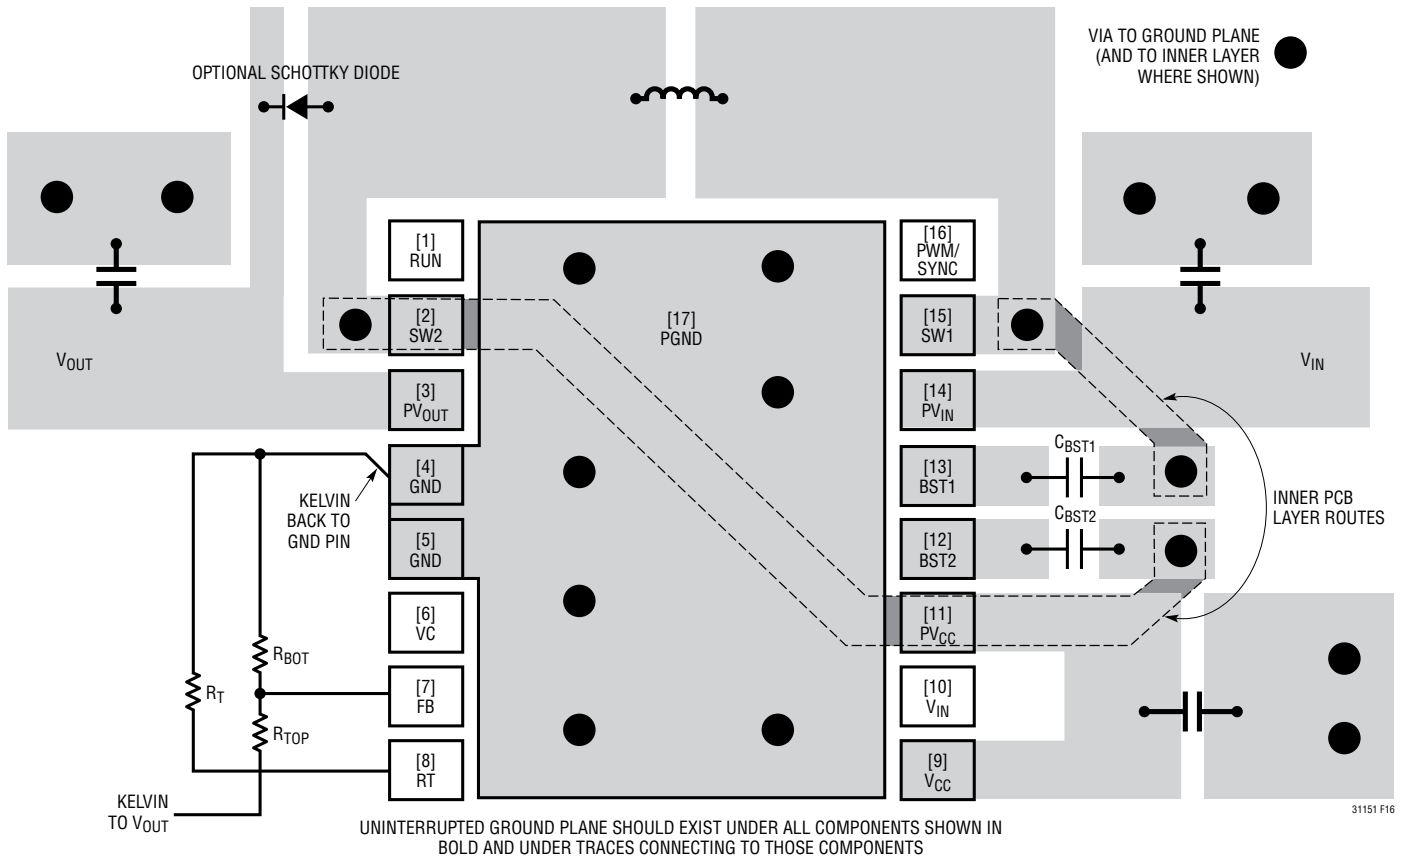 VIA TO GROUND PLANE
(AND TO INNER LAYER
WHERE SHOWN)
OPTIONAL SCHOTTKY DIODE
[1]
RUN
[16]
PWM/
SYNC
[2]
SW2
[17]
PGND
[15]
SW1
VOUT
VIN
[3]
PVOUT
[14]
PVIN
[4]
GND
[13]
BST1
CBST1
KELVIN
BACK TO
GND PIN
INNER PCB
LAYER ROUTES
CBST2
[5]
GND
[12]
BST2
[6]
VC
[11]
PVCC
RBOT
RT
[7]
FB
[10]
VIN
RTOP
[8]
RT
[9]
VCC
KELVIN
TO VOUT
31151 F16
UNINTERRUPTED GROUND PLANE SHOULD EXIST UNDER ALL COMPONENTS SHOWN IN
BOLD AND UNDER TRACES CONNECTING TO THOSE COMPONENTS